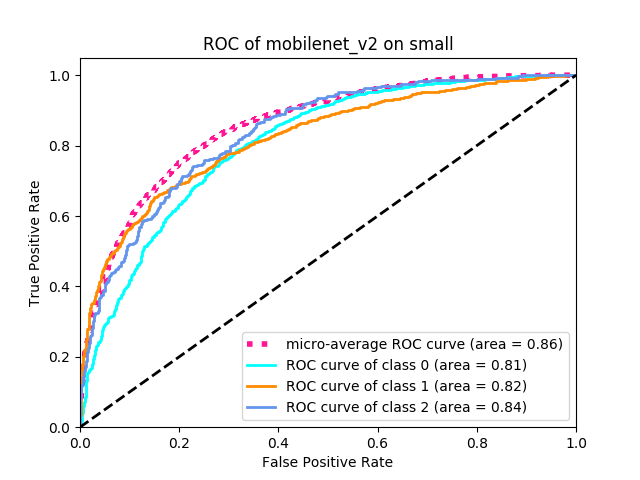 ROC of mobilenet_v2 on small
True Positive Rate
1.0
0.8
0.6
0.4
0.2
0.0
micro-average ROC curve (area = 0.86)
ROC curve of class 0 (area = 0.81)
ROC curve of class 1 (area = 0.82)
ROC curve of class 2 (area = 0.84)
0.0 0.2 0.4 0.6 0.8 1.0
False Positive Rate